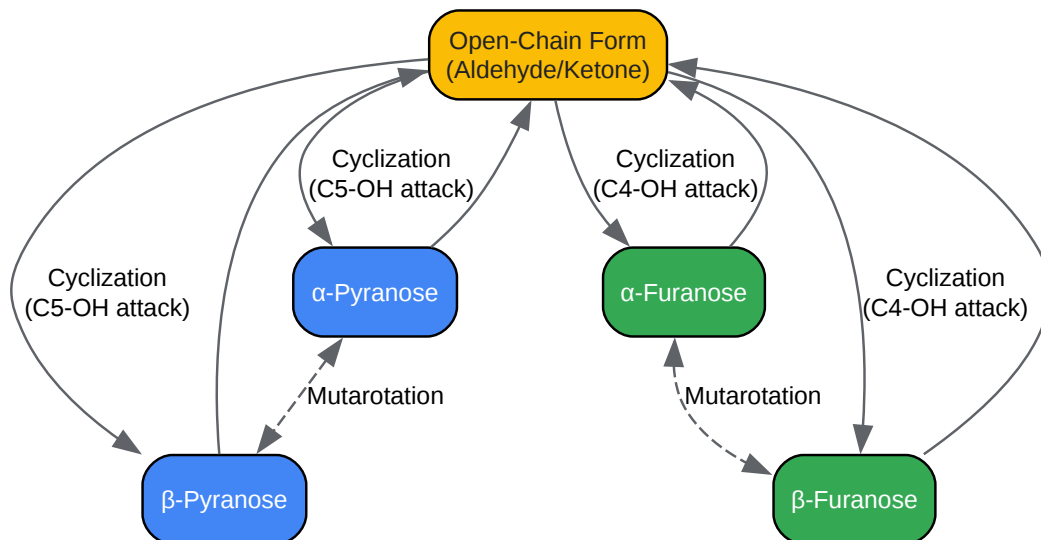 Open-Chain Form
(Aldehyde/Ketone)
Cyclization
(C5-OH attack)
Cyclization
(C4-OH attack)
Cyclization
(C5-OH attack)
α-Pyranose
α-Furanose
Cyclization
(C4-OH attack)
Mutarotation
Mutarotation
β-Pyranose
β-Furanose